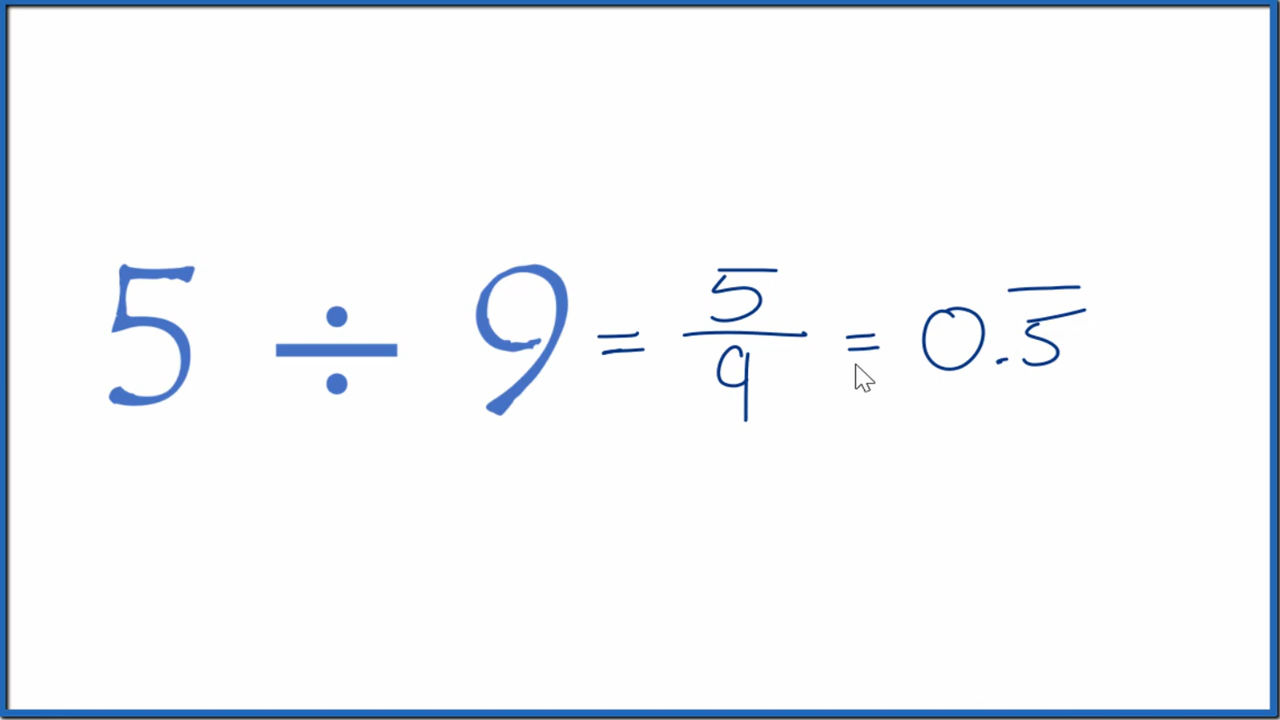 5 ÷ 9 = 5/9 = 0.5̅